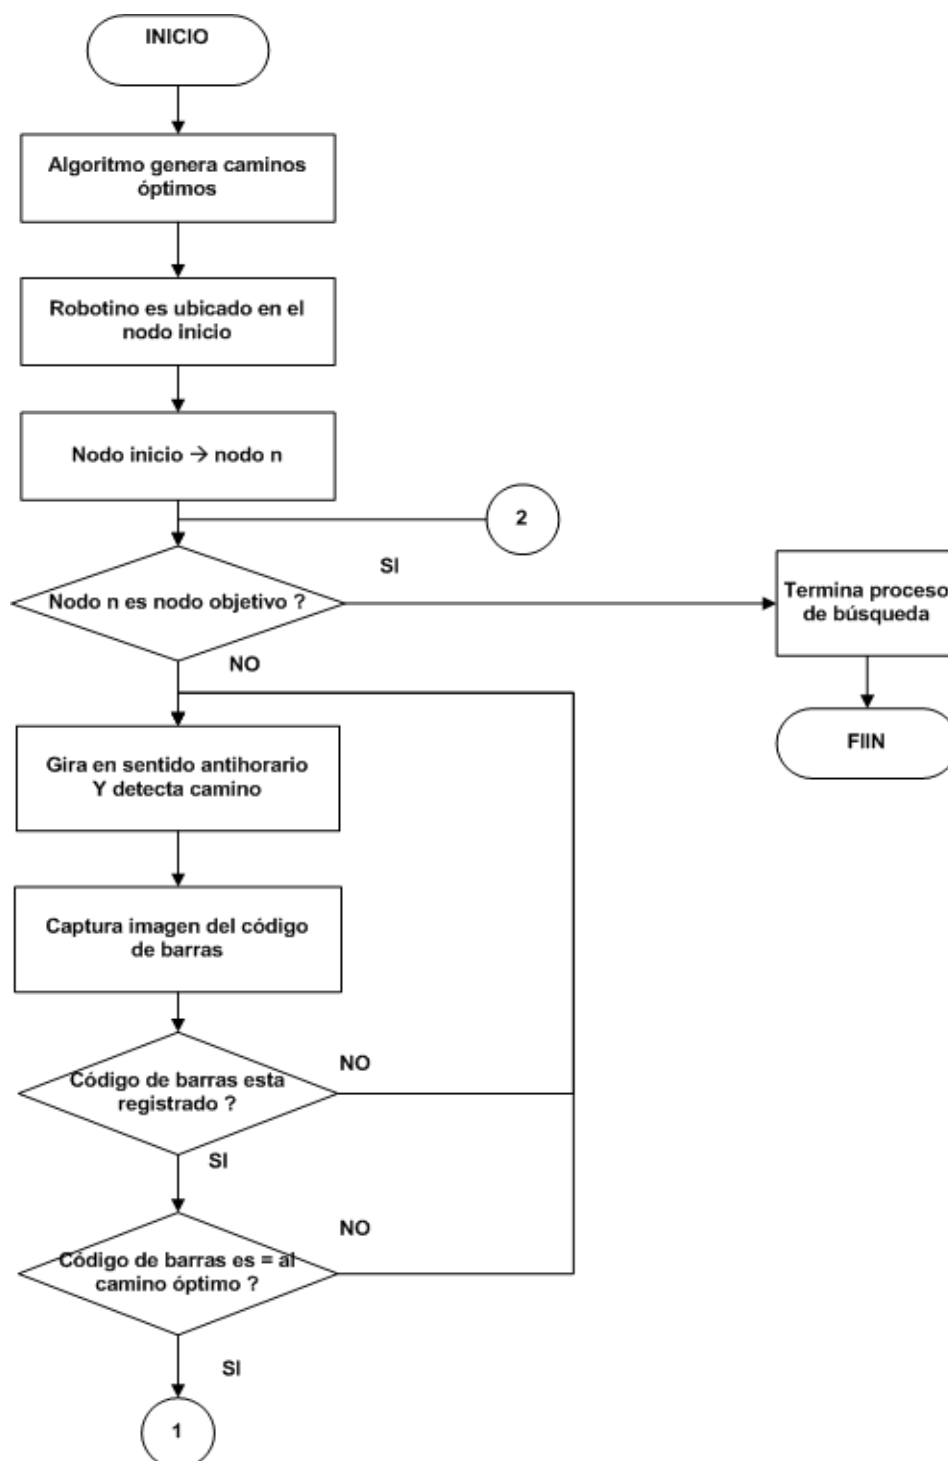 INICIO
Algoritmo genera caminos
óptimos
Robotino es ubicado en el
nodo inicio
Nodo inicio → nodo n
2
SI
Nodo n es nodo objetivo ?
Termina proceso
de búsqueda
NO
FIIN
Gira en sentido antihorario
Y detecta camino
Captura imagen del código
de barras
NO
Código de barras esta
registrado ?
SI
NO
Código de barras es = al
camino óptimo ?
SI
1